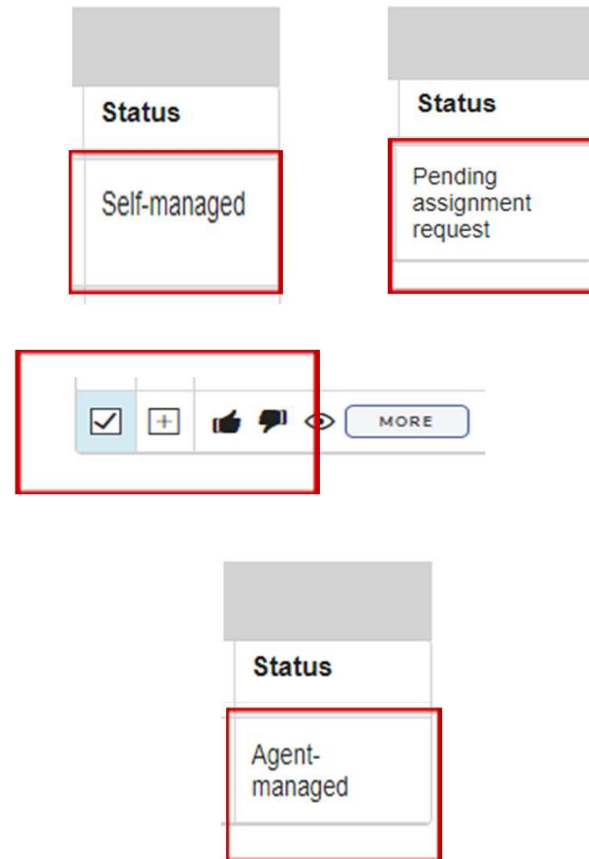 Status
Self-managed
Status
Pending
assignment
request
MORE
Status
Agent-
managed